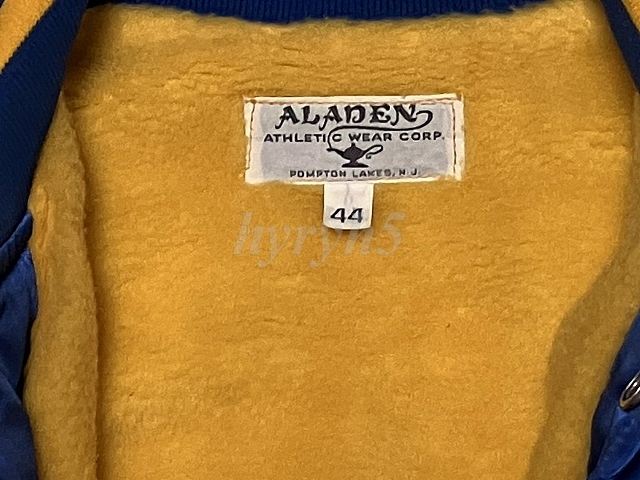 ALADEN
ATHLETIC WEAR CORP.
POMPTON LAKES, N.J.
44
hyryh5